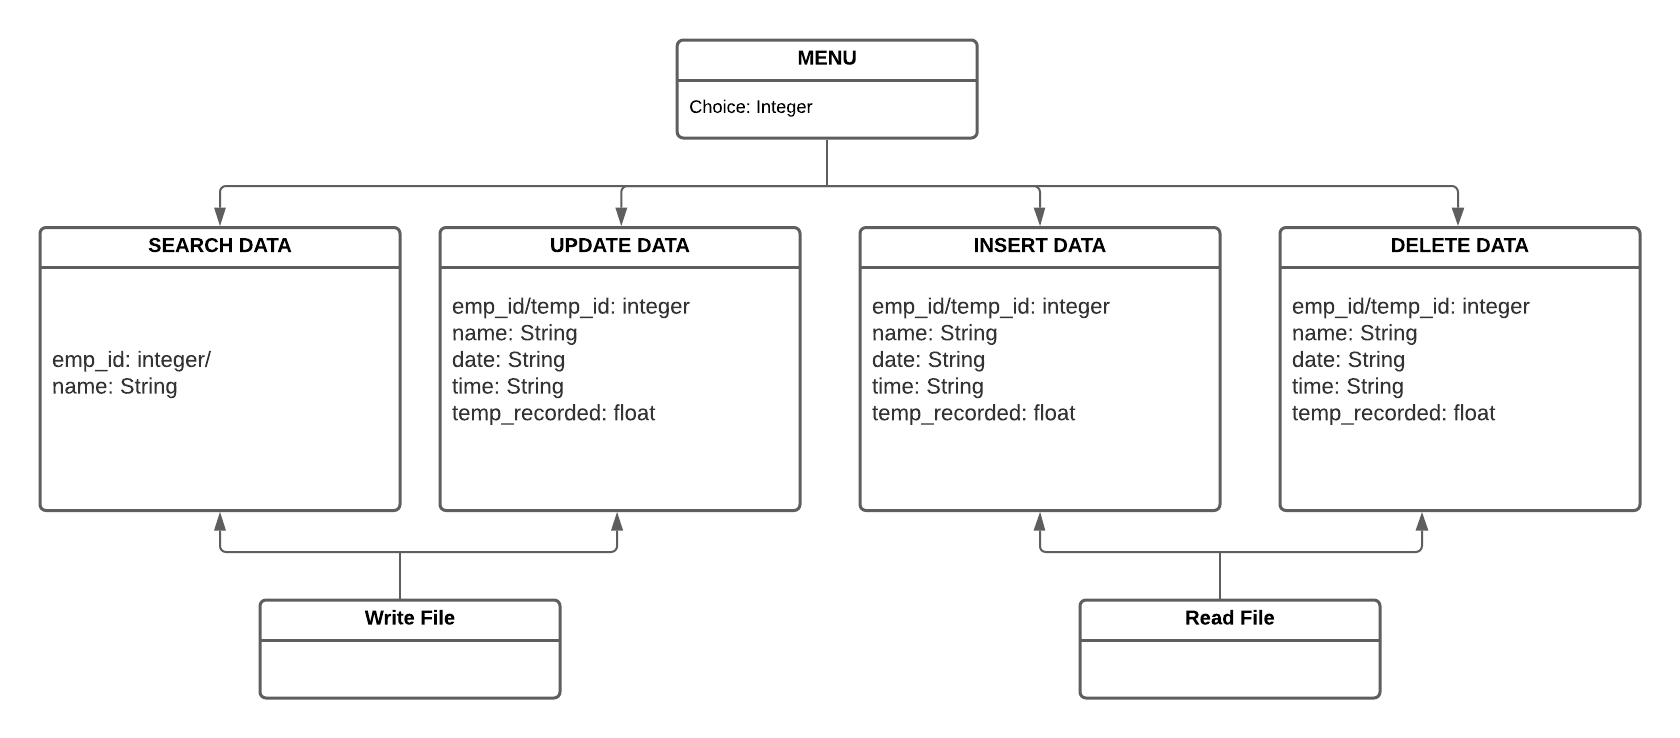 MENU
Choice: Integer
SEARCH DATA
emp_id: integer/
name: String
UPDATE DATA
emp_id/temp_id: integer
name: String
date: String
time: String
temp_recorded: float
INSERT DATA
emp_id/temp_id: integer
name: String
date: String
time: String
temp_recorded: float
DELETE DATA
emp_id/temp_id: integer
name: String
date: String
time: String
temp_recorded: float
Write File
Read File